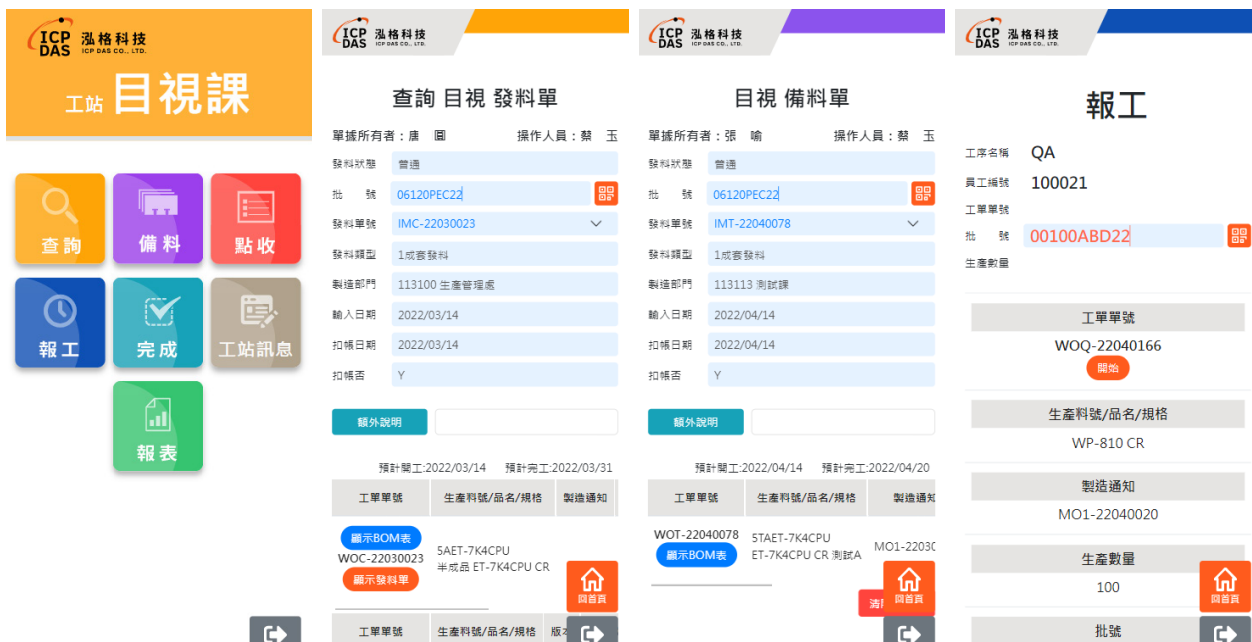 ICP DAS 泓格科技
ICP DAS CO., LTD.
工站 目視課
查詢
備料
點收
報工
完成
工站訊息
報表
ICP DAS 泓格科技
ICP DAS CO., LTD.
查詢 目視 發料單
單據所有者:唐 圓 操作人員:蔡 玉
發料狀態 普通
批 號 06120PEC22
發料單號 IMC-22030023
發料類型 1成套發料
製造部門 113100 生產管理處
輸入日期 2022/03/14
扣帳日期 2022/03/14
扣帳否 Y
額外說明
預計開工:2022/03/14 預計完工:2022/03/31
工單單號 生產料號/品名/規格 製造通知
顯示BOM表
WOC-22030023
顯示發料單
5AET-7K4CPU
半成品 ET-7K4CPU CR
回首頁
工單單號 生產料號/品名/規格 版本
ICP DAS 泓格科技
ICP DAS CO., LTD.
目視 備料單
單據所有者:張 喻 操作人員:蔡 玉
發料狀態 普通
批 號 06120PEC22
發料單號 IMT-22040078
發料類型 1成套發料
製造部門 113113 測試課
輸入日期 2022/04/14
扣帳日期 2022/04/14
扣帳否 Y
額外說明
預計開工:2022/04/14 預計完工:2022/04/20
工單單號 生產料號/品名/規格 製造通知
WOT-22040078
顯示BOM表
5TAET-7K4CPU
ET-7K4CPU CR 測試A
MO1-22030
回首頁
ICP DAS 泓格科技
ICP DAS CO., LTD.
報工
工序名稱 QA
員工編號 100021
工單單號
批 號 00100ABD22
生產數量
工單單號
WOQ-22040166
開始
生產料號/品名/規格
WP-810 CR
製造通知
MO1-22040020
生產數量
100
回首頁
批號